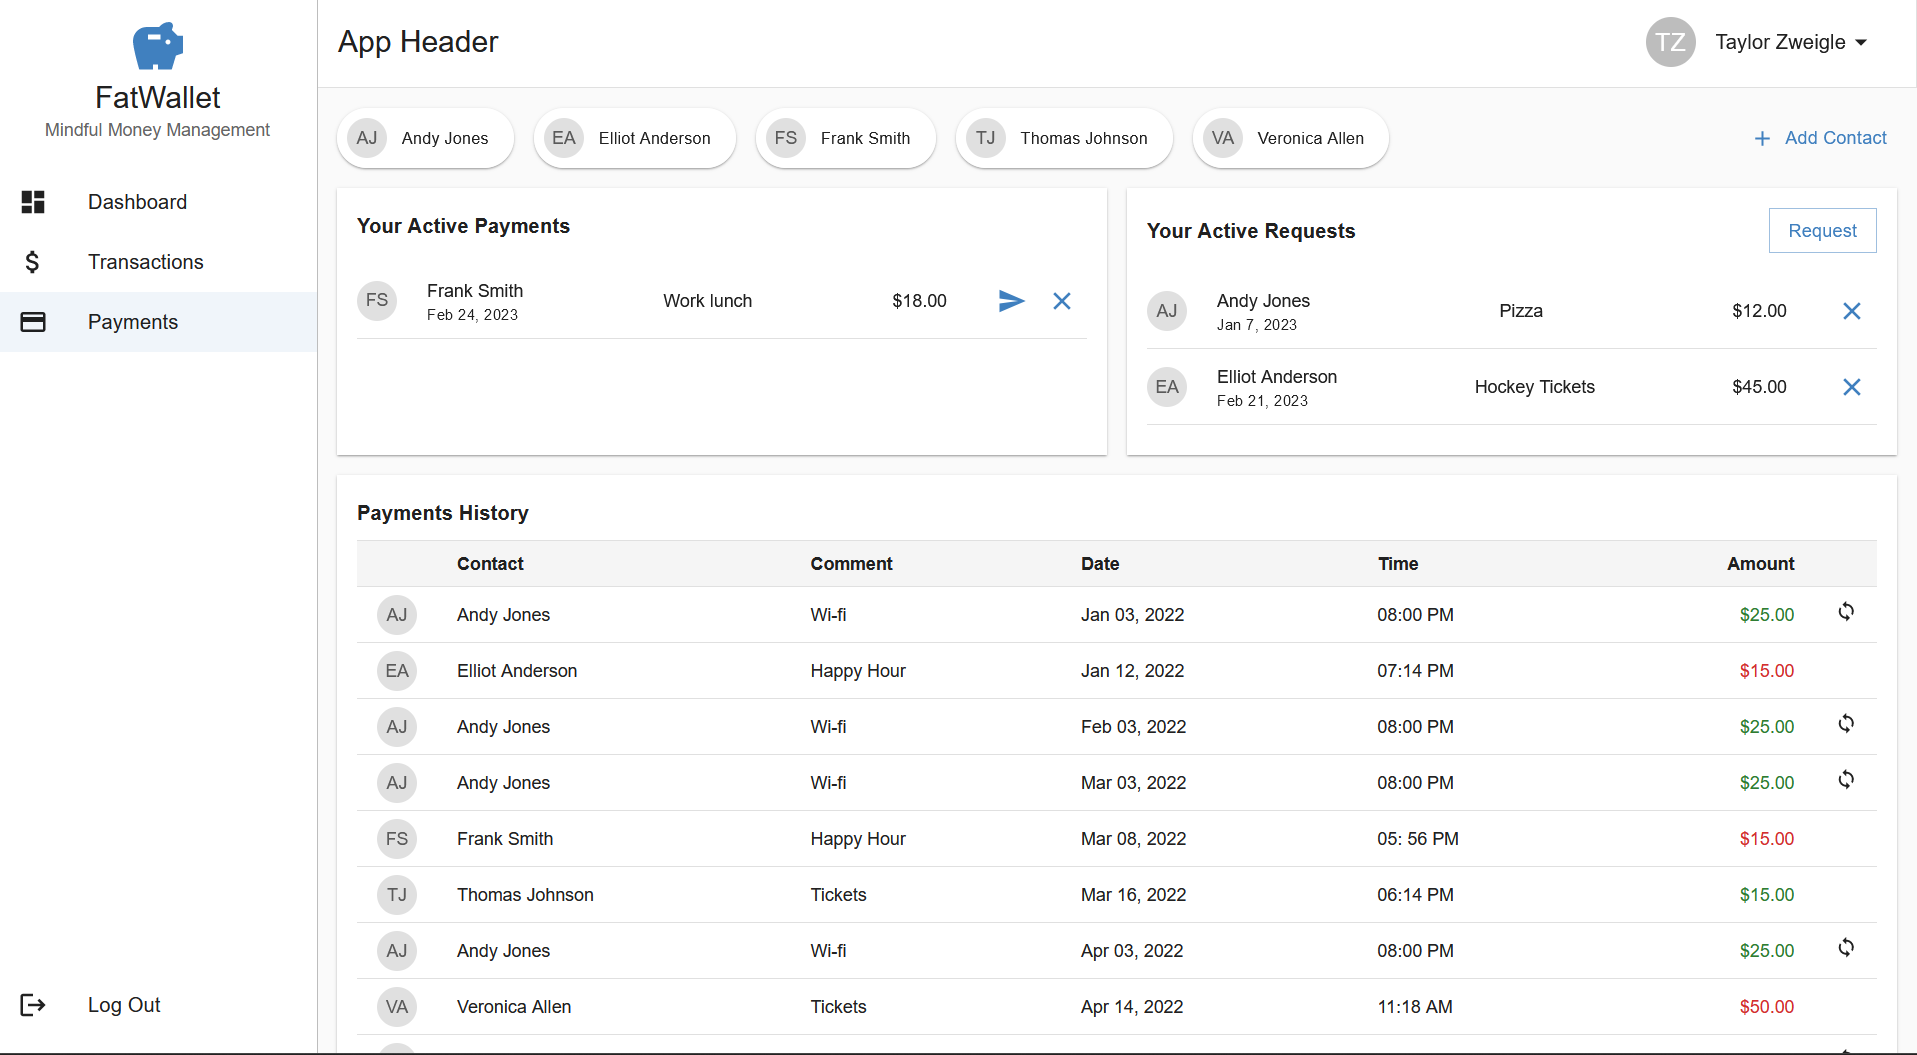 FatWallet
Mindful Money Management
Dashboard
Transactions
Payments
Log Out
App Header
TZ Taylor Zweigle
AJ Andy Jones
EA Elliot Anderson
FS Frank Smith
TJ Thomas Johnson
VA Veronica Allen
+ Add Contact
Your Active Payments
FS Frank Smith Work lunch $18.00
Feb 24, 2023
Your Active Requests
Request
AJ Andy Jones Pizza $12.00
Jan 7, 2023
EA Elliot Anderson Hockey Tickets $45.00
Feb 21, 2023
Payments History
Contact Comment Date Time Amount
AJ Andy Jones Wi-fi Jan 03, 2022 08:00 PM $25.00
EA Elliot Anderson Happy Hour Jan 12, 2022 07:14 PM $15.00
AJ Andy Jones Wi-fi Feb 03, 2022 08:00 PM $25.00
AJ Andy Jones Wi-fi Mar 03, 2022 08:00 PM $25.00
FS Frank Smith Happy Hour Mar 08, 2022 05: 56 PM $15.00
TJ Thomas Johnson Tickets Mar 16, 2022 06:14 PM $15.00
AJ Andy Jones Wi-fi Apr 03, 2022 08:00 PM $25.00
VA Veronica Allen Tickets Apr 14, 2022 11:18 AM $50.00